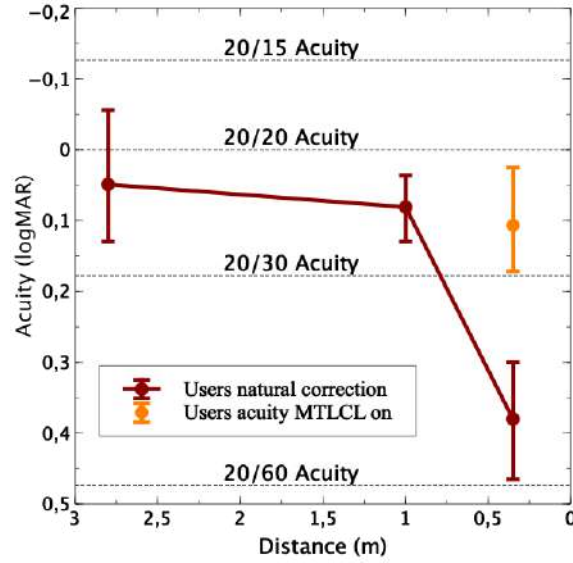 -0,2
20/15 Acuity
-0,1
20/20 Acuity
0
0,1
20/30 Acuity
0,2
0,3
Users natural correction
Users acuity MTLCL on
0,4
20/60 Acuity
0,5
3
2,5
2
1,5
1
0,5
0
Distance (m)
Acuity (logMAR)